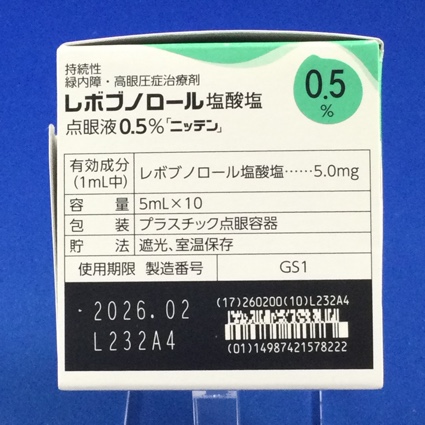 持続性
緑内障・高眼圧症治療剤
レボブノロール塩酸塩
点眼液0.5%「ニッテン」
0.5
%
有効成分
(1mL中)
レボブノロール塩酸塩……5.0mg
容量 5mL×10
包装 プラスチック点眼容器
貯法 遮光、室温保存
使用期限 製造番号 GS1
2026.02
L232A4
(17)260200(10)L232A4
(01)14987421578222